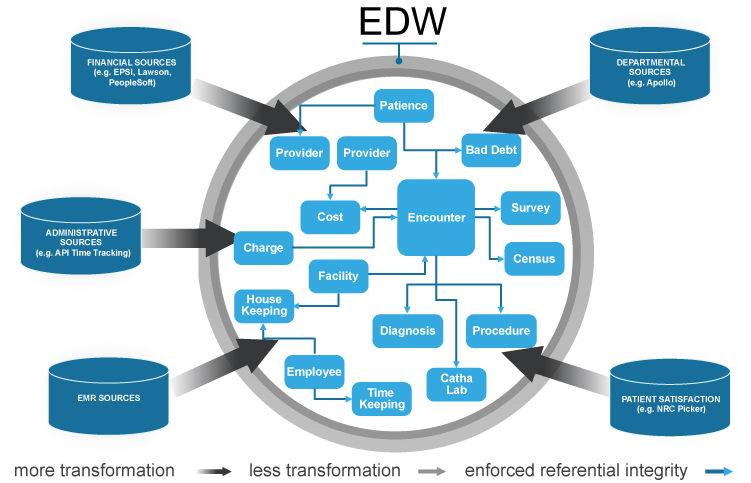 EDW
FINANCIAL SOURCES
(e.g. EPSi, Lawson,
PeopleSoft)
DEPARTMENTAL
SOURCES
(e.g. Apollo)
Patience
Provider
Provider
Bad Debt
Cost
Encounter
Survey
ADMINISTRATIVE
SOURCES
(e.g. API Time Tracking)
Charge
Census
Facility
House
Keeping
Diagnosis
Procedure
Employee
Catha
Lab
Time
Keeping
EMR SOURCES
PATIENT SATISFACTION
(e.g. NRC Picker)
more transformation
less transformation
enforced referential integrity